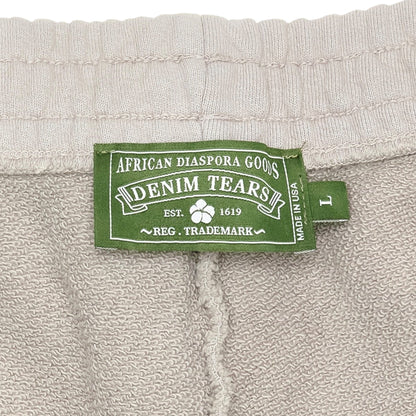 AFRICAN DIASPORA GOODS
DENIM TEARS
EST. 1619
~REG. TRADEMARK~
MADE IN USA
L